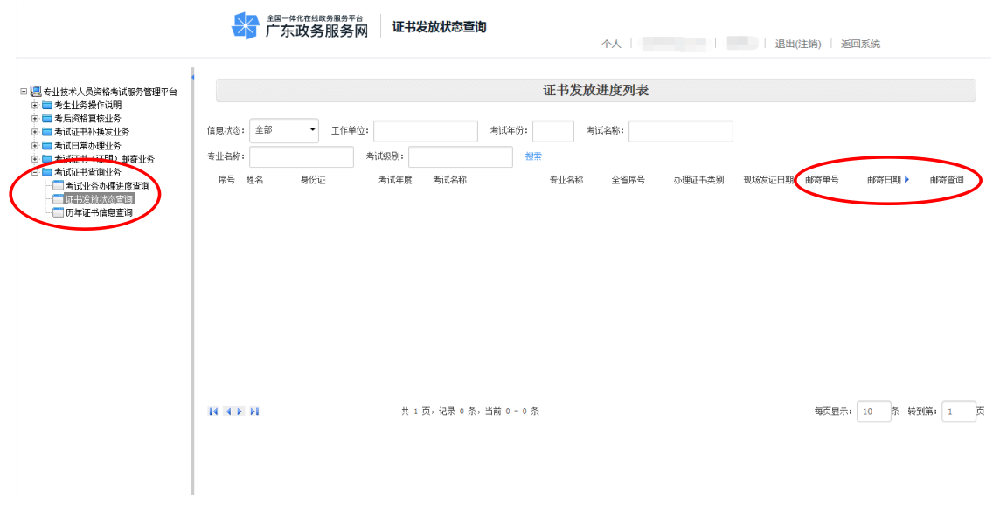 全国一体化在线政务服务平台
广东政务服务网
证书发放状态查询
个人 | | | 退出(注销) | 返回系统
专业技术人员资格考试服务管理平台
考生业务操作说明
考后资格复核业务
考试证书补换发业务
考试日常办理业务
考试证书(证明)邮寄业务
考试证书查询业务
考试业务办理进度查询
证书发放状态查询
历年证书信息查询
证书发放进度列表
信息状态: 全部 工作单位: 考试年份: 考试名称:
专业名称: 考试级别: 搜索
序号 姓名 身份证 考试年度 考试名称 专业名称 全省序号 办理证书类别 现场发证日期 邮寄单号 邮寄日期 邮寄查询
共 1 页,记录 0 条,当前 0 - 0 条 每页显示: 10 条 转到第: 1 页